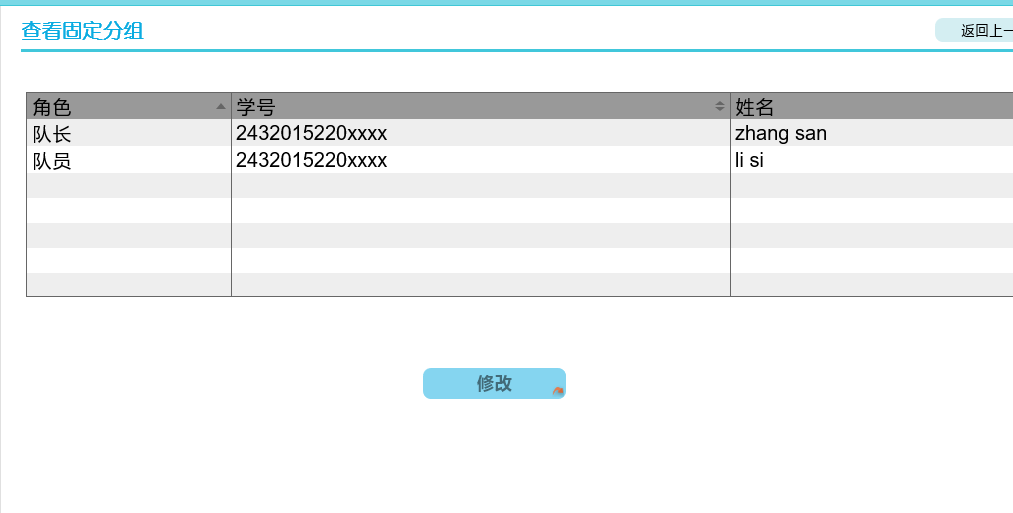 查看固定分组
返回上一
角色 学号 姓名
队长 2432015220xxxx zhang san
队员 2432015220xxxx li si
修改